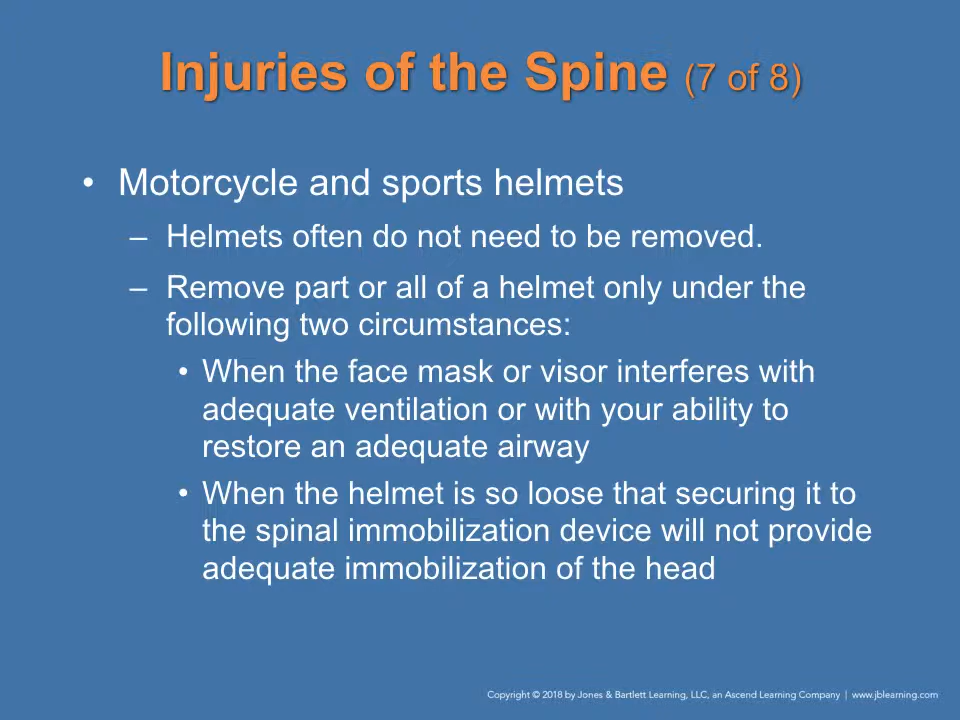 Injuries of the Spine (7 of 8)
• Motorcycle and sports helmets
– Helmets often do not need to be removed.
– Remove part or all of a helmet only under the
following two circumstances:
• When the face mask or visor interferes with
adequate ventilation or with your ability to
restore an adequate airway
• When the helmet is so loose that securing it to
the spinal immobilization device will not provide
adequate immobilization of the head
Copyright © 2018 by Jones & Bartlett Learning, LLC, an Ascend Learning Company | www.jblearning.com